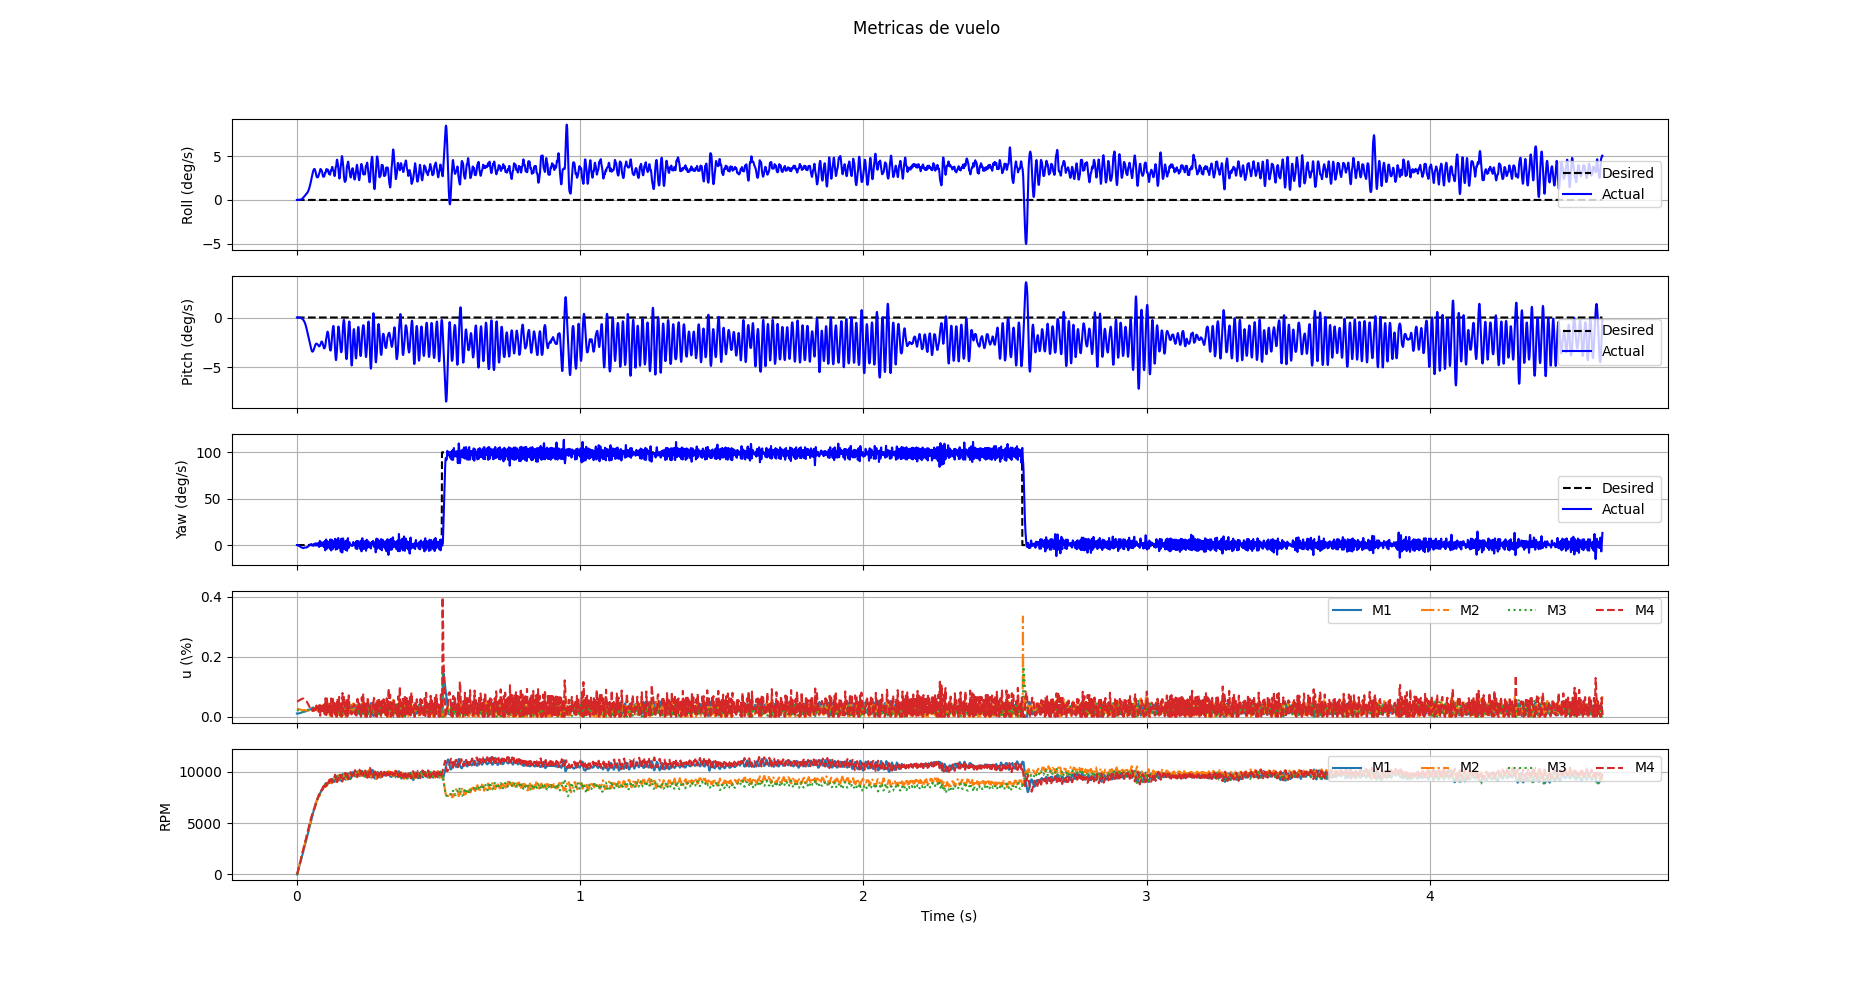 Metricas de vuelo
Roll (deg/s)
5
0
−5
Desired
Actual
Pitch (deg/s)
0
−5
Desired
Actual
Yaw (deg/s)
100
50
0
Desired
Actual
u (\%)
0.4
0.2
0.0
M1 M2 M3 M4
RPM
10000
5000
0
M1 M2 M3 M4
0 1 2 3 4
Time (s)